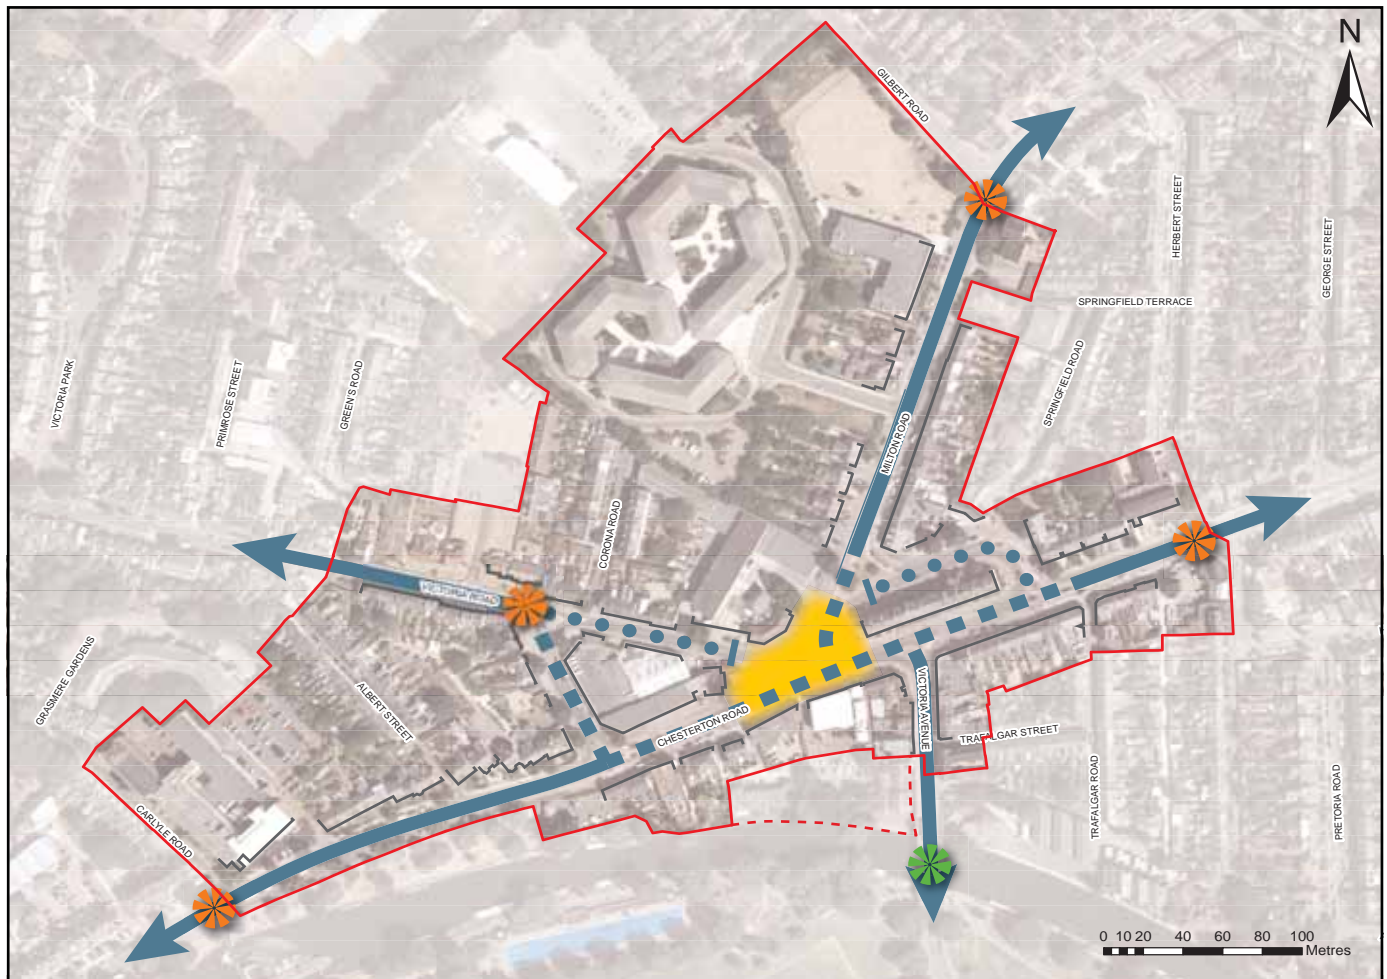 N
GILBERT ROAD
HERBERT STREET
GEORGE STREET
SPRINGFIELD TERRACE
SPRINGFIELD ROAD
VICTORIA PARK
PRIMROSE STREET
GREEN'S ROAD
MILTON ROAD
CORONA ROAD
VICTORIA ROAD
GRASMERE GARDENS
ALBERT STREET
CHESTERTON ROAD
VICTORIA AVENUE
TRAFALGAR STREET
TRAFALGAR ROAD
PRETORIA ROAD
CARLYLE ROAD
0 10 20 40 60 80 100
Metres